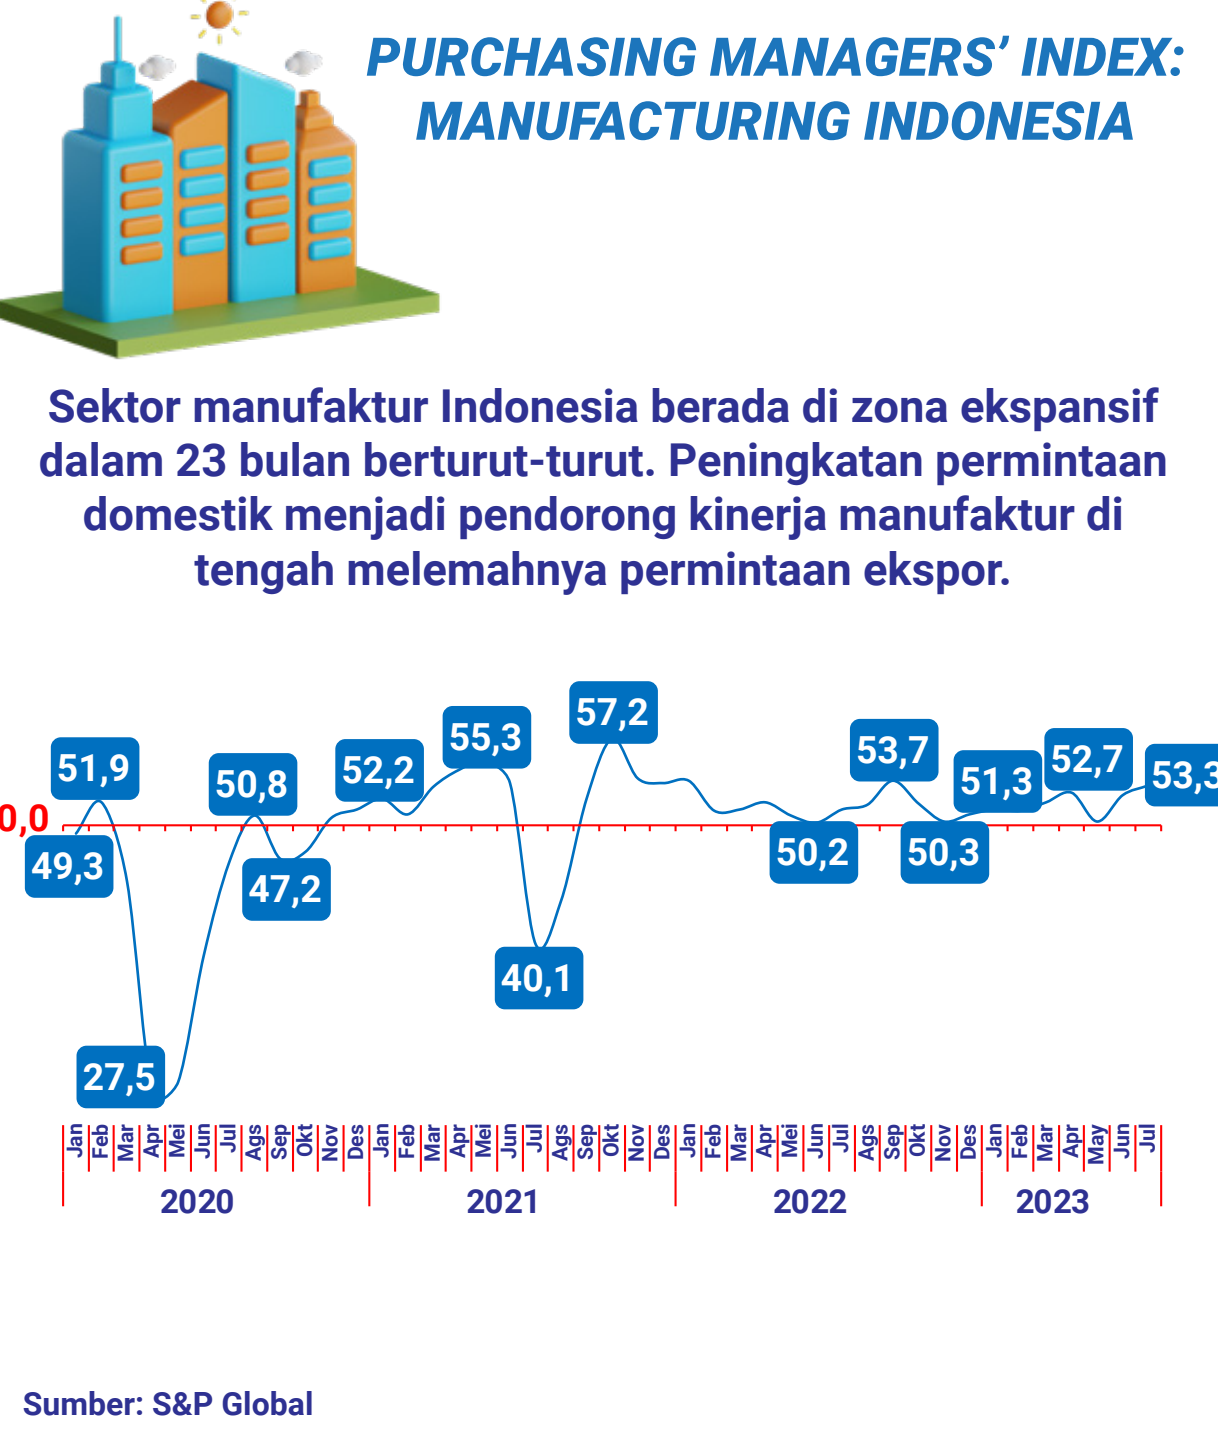 PURCHASING MANAGERS’ INDEX:
MANUFACTURING INDONESIA
Sektor manufaktur Indonesia berada di zona ekspansif
dalam 23 bulan berturut-turut. Peningkatan permintaan
domestik menjadi pendorong kinerja manufaktur di
tengah melemahnya permintaan ekspor.
57,2
55,3
53,7
51,9
50,8
52,2
51,3
52,7
53,3
0,0
49,3
47,2
50,2
50,3
40,1
27,5
Jan Feb Mar Apr Mei Jun Jul Ags Sep Okt Nov Des Jan Feb Mar Apr Mei Jun Jul Ags Sep Okt Nov Des Jan Feb Mar Apr Mei Jun Jul Ags Sep Okt Nov Des Jan Feb Mar Apr May Jun Jul
2020 2021 2022 2023
Sumber: S&P Global